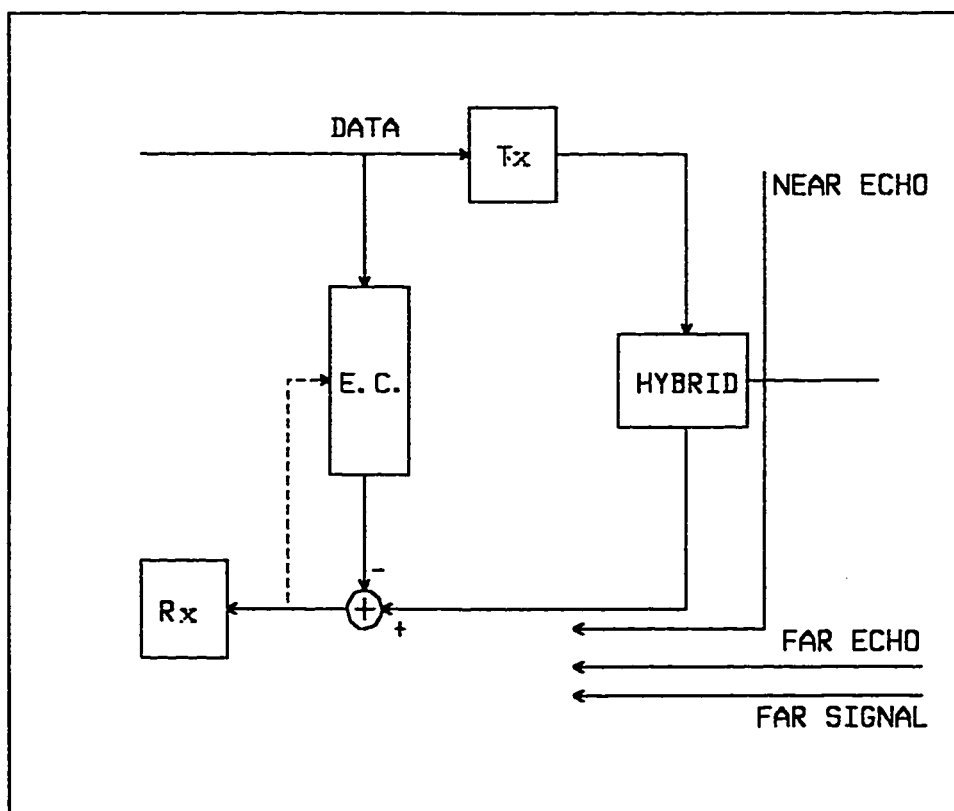 DATA
Tx
NEAR ECHO
E.C.
HYBRID
-
Rx
+
+
FAR ECHO
FAR SIGNAL